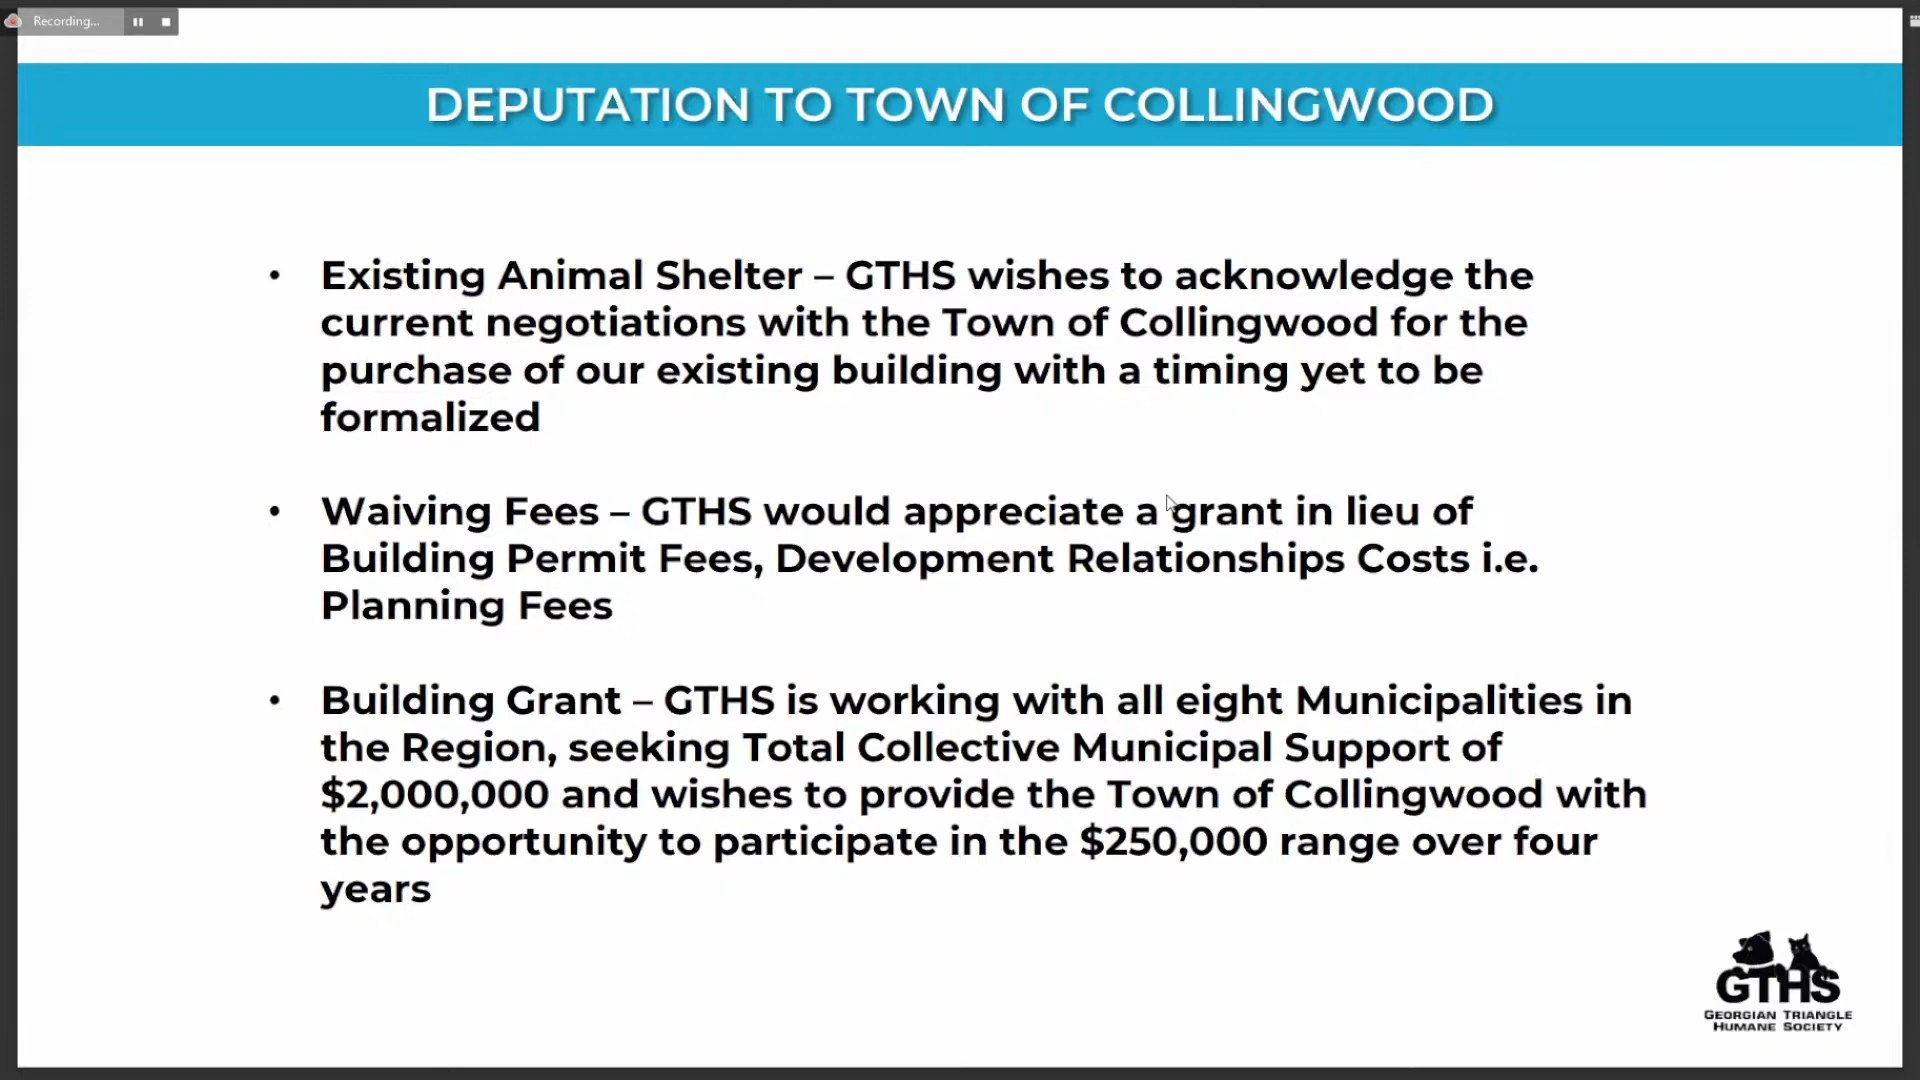 Recording...
DEPUTATION TO TOWN OF COLLINGWOOD
• Existing Animal Shelter – GTHS wishes to acknowledge the
current negotiations with the Town of Collingwood for the
purchase of our existing building with a timing yet to be
formalized
• Waiving Fees – GTHS would appreciate a grant in lieu of
Building Permit Fees, Development Relationships Costs i.e.
Planning Fees
• Building Grant – GTHS is working with all eight Municipalities in
the Region, seeking Total Collective Municipal Support of
$2,000,000 and wishes to provide the Town of Collingwood with
the opportunity to participate in the $250,000 range over four
years
GTHS
GEORGIAN TRIANGLE
HUMANE SOCIETY